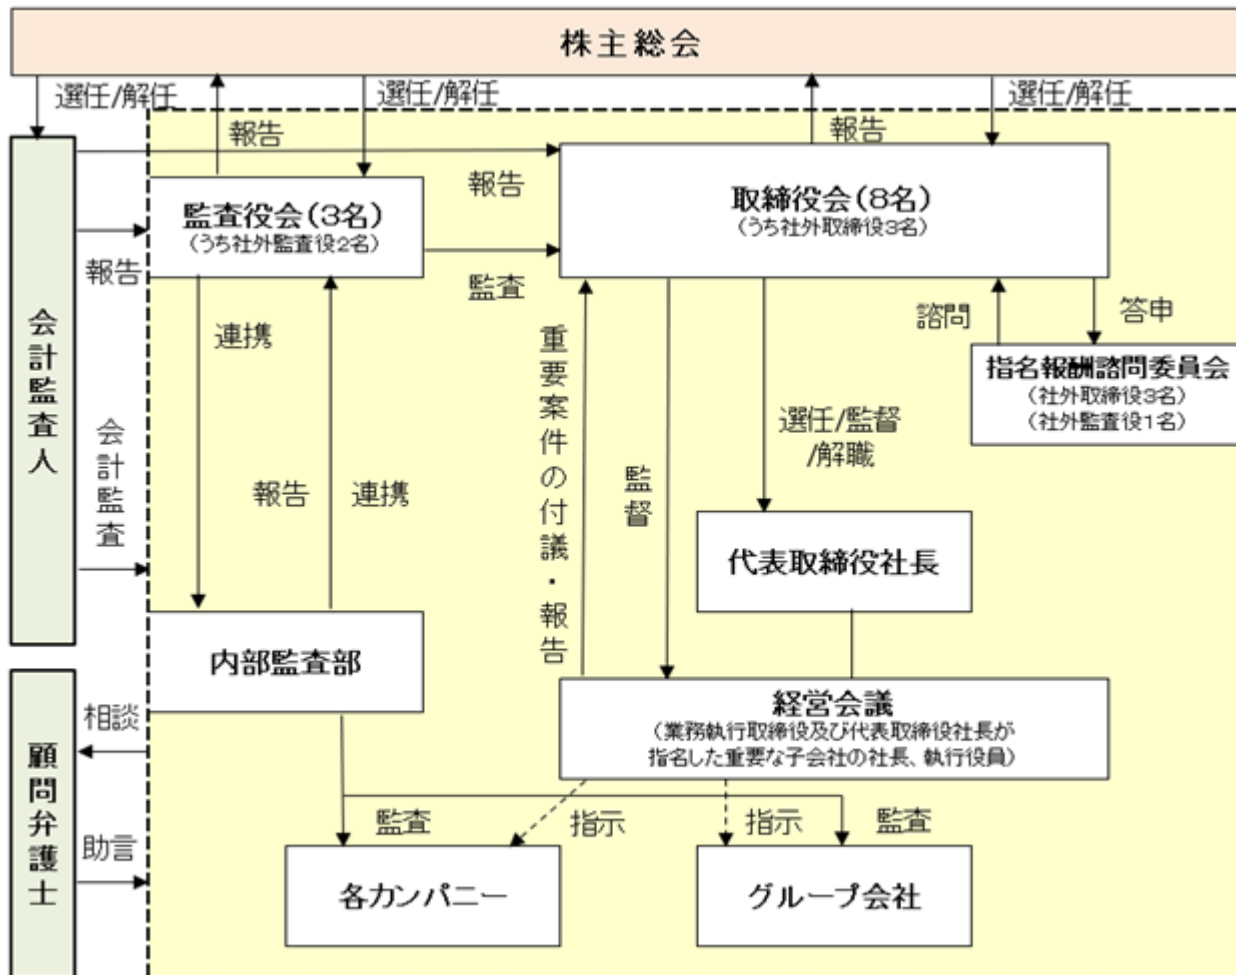 株主総会
選任/解任
選任/解任
選任/解任
報告
報告
報告
監査役会(3名)
(うち社外監査役2名)
取締役会(8名)
(うち社外取締役3名)
報告
監査
連携
諮問
答申
指名報酬諮問委員会
(社外取締役3名)
(社外監査役1名)
会計監査人
会計監査
報告
連携
重要案件の付議・報告
監督
選任/監督
/解職
代表取締役社長
内部監査部
経営会議
(業務執行取締役及び代表取締役社長が
指名した重要な子会社の社長、執行役員)
相談
顧問弁護士
助言
監査
指示
指示
監査
各カンパニー
グループ会社